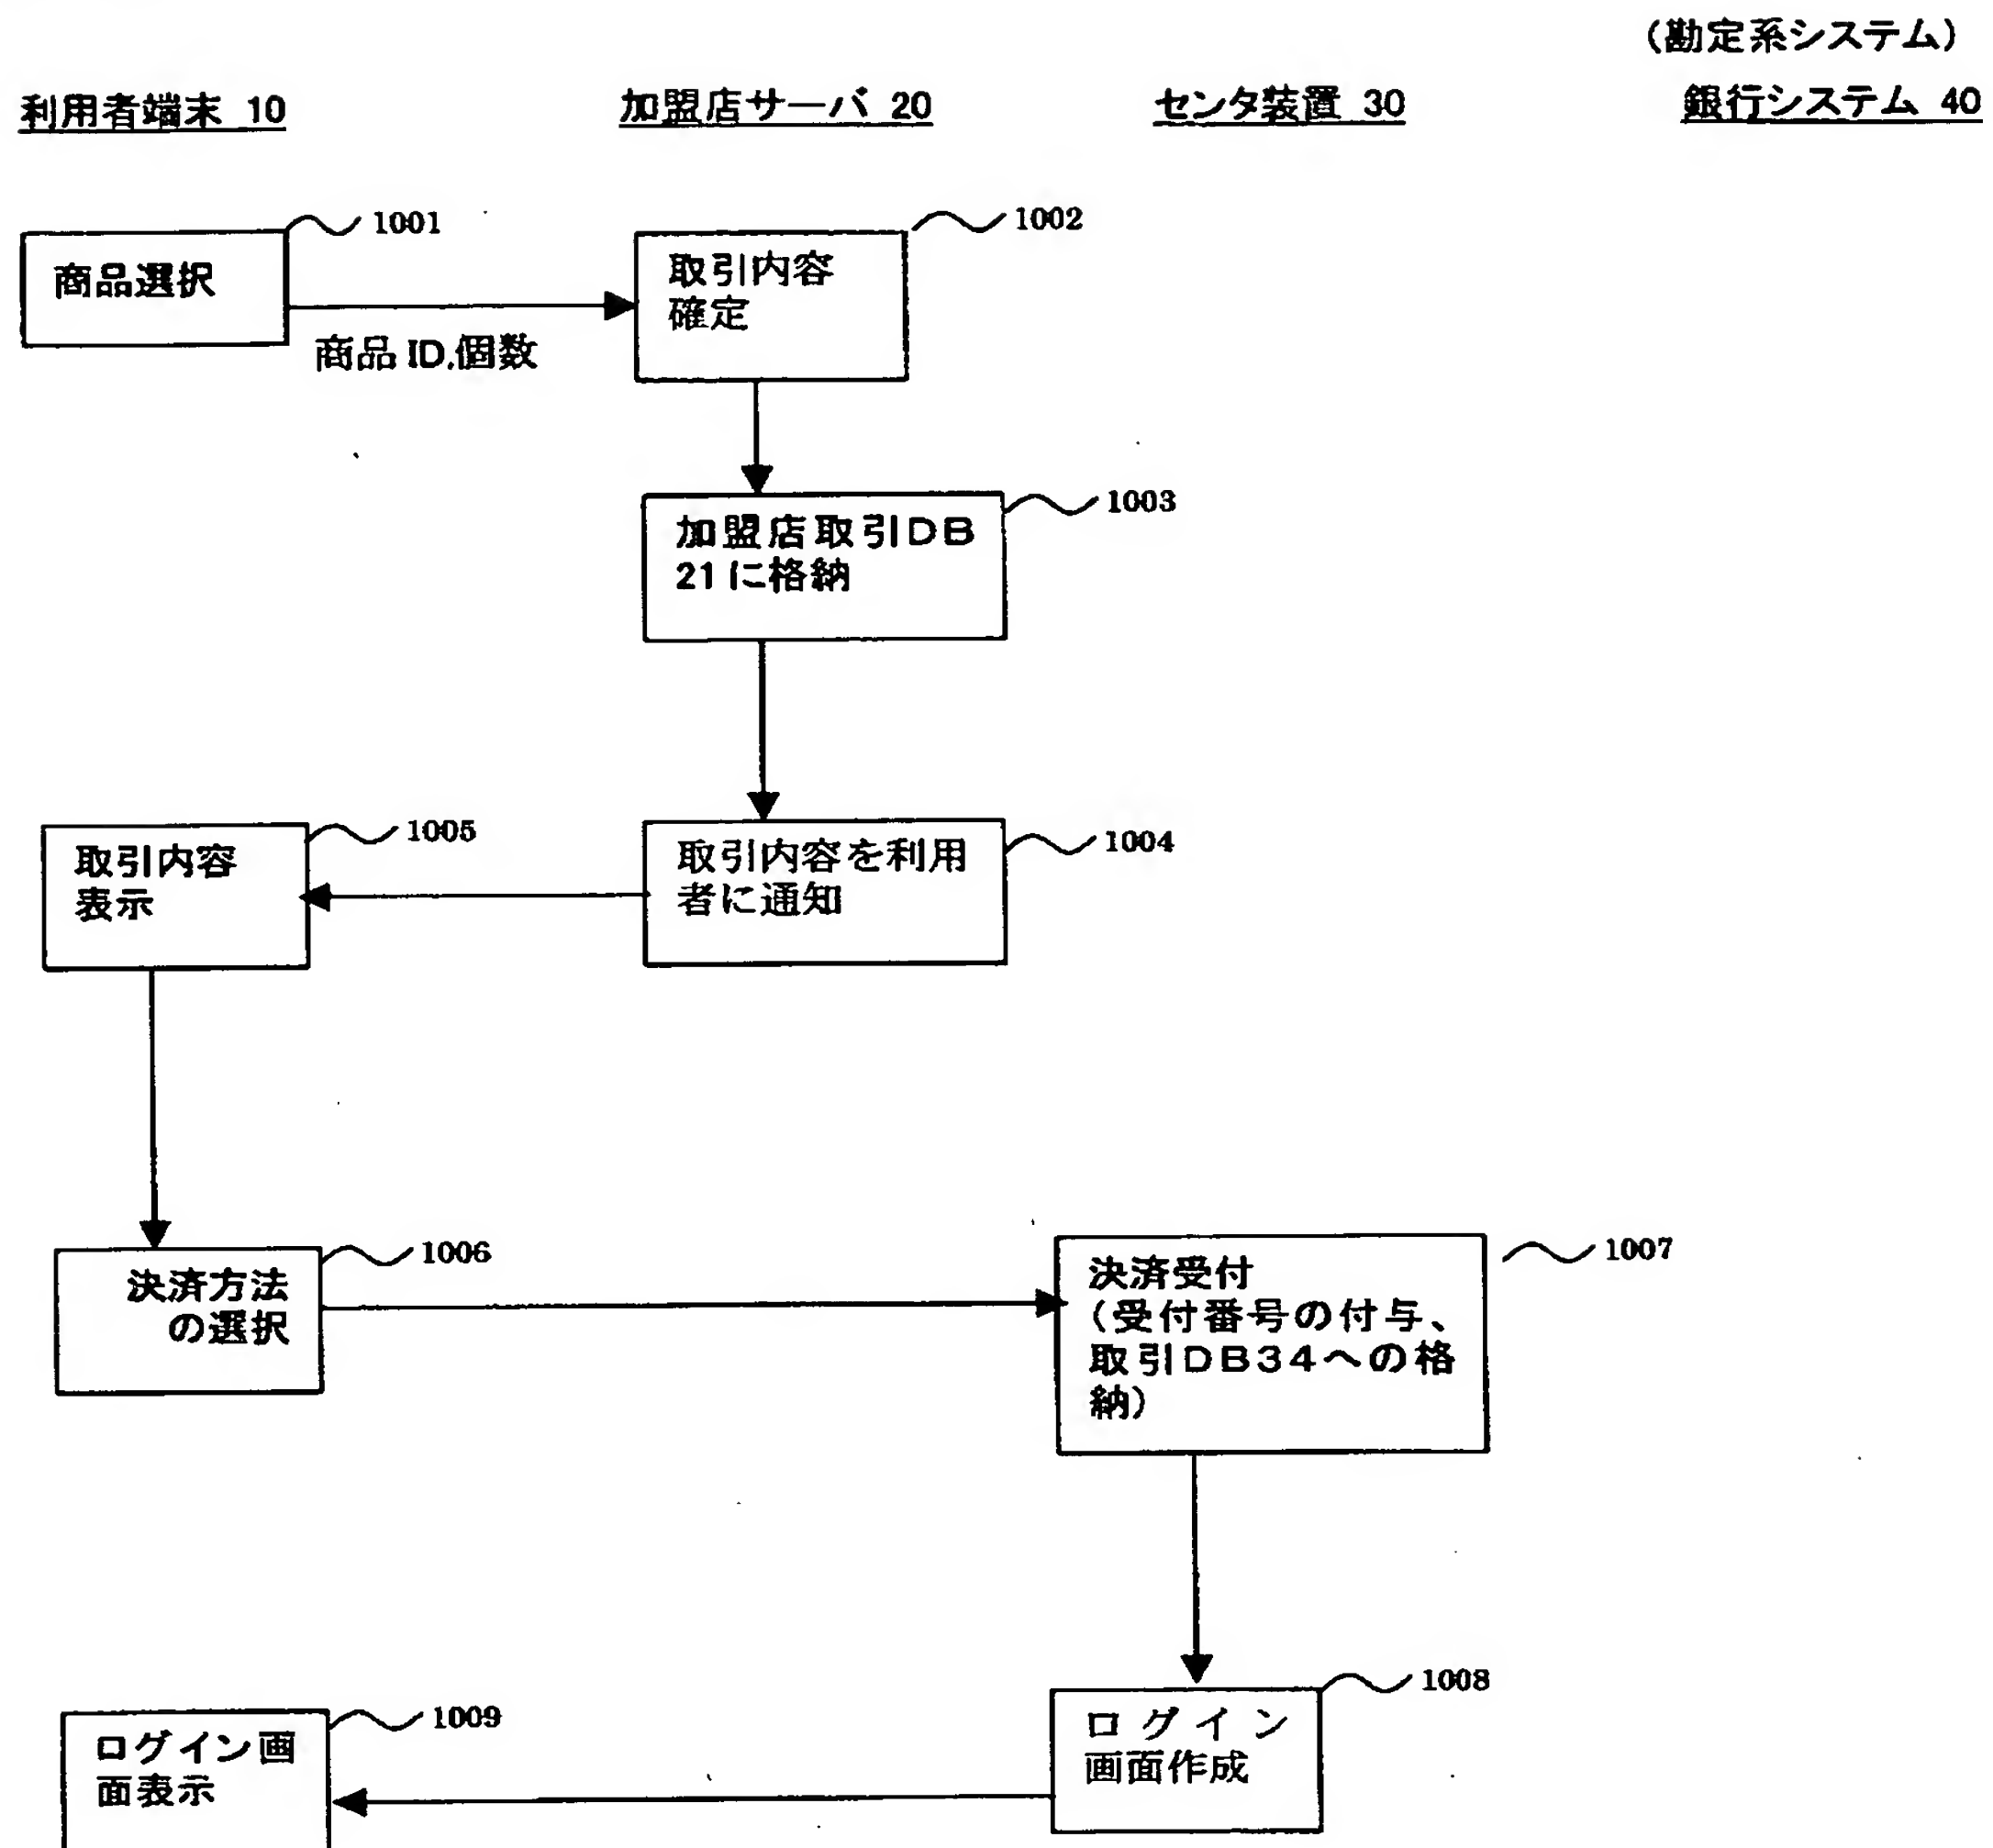 (勘定系システム)
利用者端末 10
加盟店サーバ 20
センタ装置 30
銀行システム 40
商品選択
1001
商品 ID,個数
取引内容
確定
1002
加盟店取引DB
21に格納
1003
取引内容を利用
者に通知
1004
取引内容
表示
1005
決済方法
の選択
1006
決済受付
(受付番号の付与、
取引DB34への格
納)
1007
ログイン
画面作成
1008
ログイン画
面表示
1009